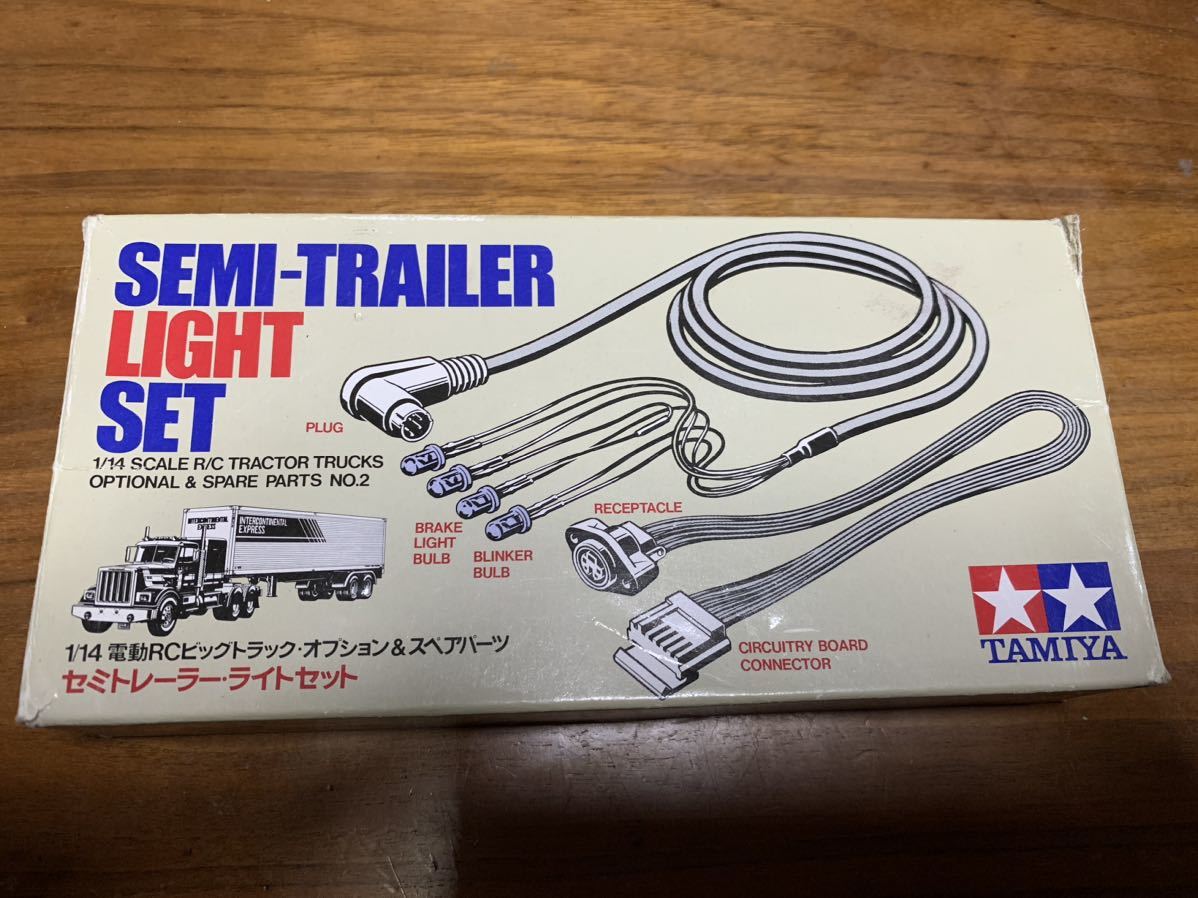 SEMI-TRAILER
LIGHT
SET
1/14 SCALE R/C TRACTOR TRUCKS
OPTIONAL & SPARE PARTS NO.2
PLUG
BRAKE
LIGHT
BULB
BLINKER
BULB
RECEPTACLE
CIRCUITRY BOARD
CONNECTOR
INTERCONTINENTAL
EXPRESS
1/14 電動RCビッグトラック・オプション&スペアパーツ
セミトレーラー・ライトセット
TAMIYA